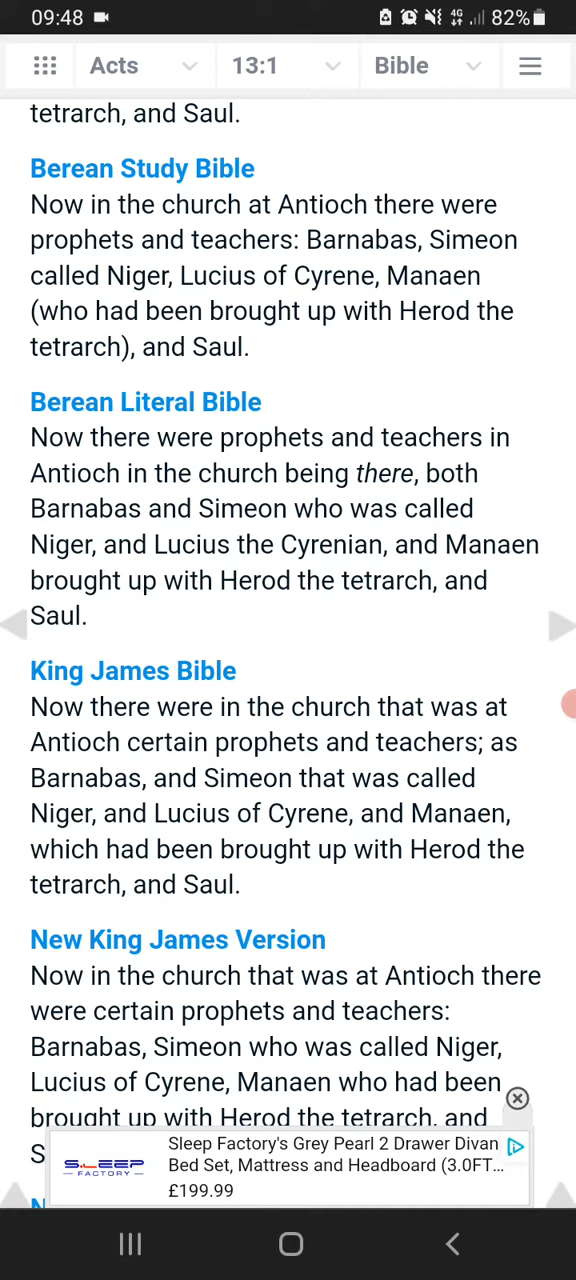 09:48
4G
82%
Acts
13:1
Bible
tetrarch, and Saul.
Berean Study Bible
Now in the church at Antioch there were
prophets and teachers: Barnabas, Simeon
called Niger, Lucius of Cyrene, Manaen
(who had been brought up with Herod the
tetrarch), and Saul.
Berean Literal Bible
Now there were prophets and teachers in
Antioch in the church being there, both
Barnabas and Simeon who was called
Niger, and Lucius the Cyrenian, and Manaen
brought up with Herod the tetrarch, and
Saul.
King James Bible
Now there were in the church that was at
Antioch certain prophets and teachers; as
Barnabas, and Simeon that was called
Niger, and Lucius of Cyrene, and Manaen,
which had been brought up with Herod the
tetrarch, and Saul.
New King James Version
Now in the church that was at Antioch there
were certain prophets and teachers:
Barnabas, Simeon who was called Niger,
Lucius of Cyrene, Manaen who had been
brought up with Herod the tetrarch, and
S
SLEEP
FACTORY
Sleep Factory's Grey Pearl 2 Drawer Divan
Bed Set, Mattress and Headboard (3.0FT...
£199.99